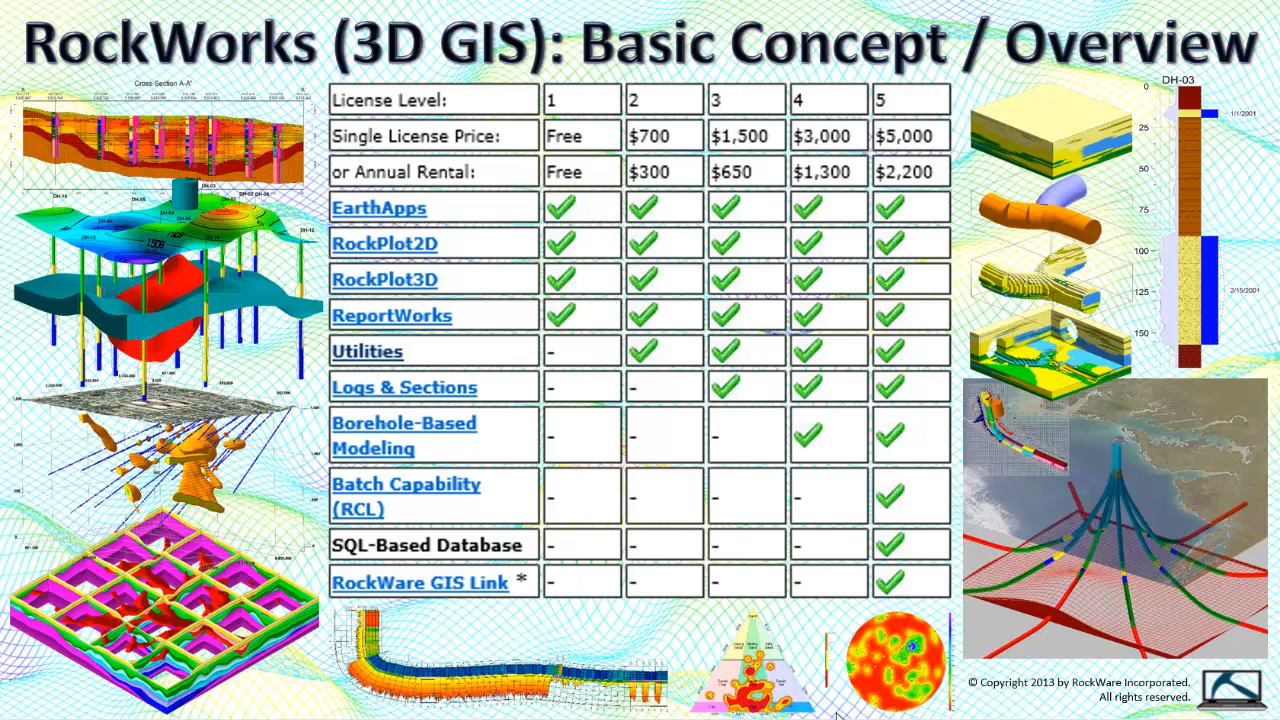 RockWorks (3D GIS): Basic Concept / Overview
Cross-Section A-A'
License Level: 1 2 3 4 5
Single License Price: Free $700 $1,500 $3,000 $5,000
or Annual Rental: Free $300 $650 $1,300 $2,200
EarthApps
RockPlot2D
RockPlot3D
ReportWorks
Utilities -
Logs & Sections - -
Borehole-Based
Modeling - - -
Batch Capability
(RCL) - - - -
SQL-Based Database - - - -
RockWare GIS Link * - - - -
DH-03
0
25
50
75
100
125
150
1/1/2001
2/15/2001
© Copyright 2013 by RockWare Incorporated.
All rights reserved.